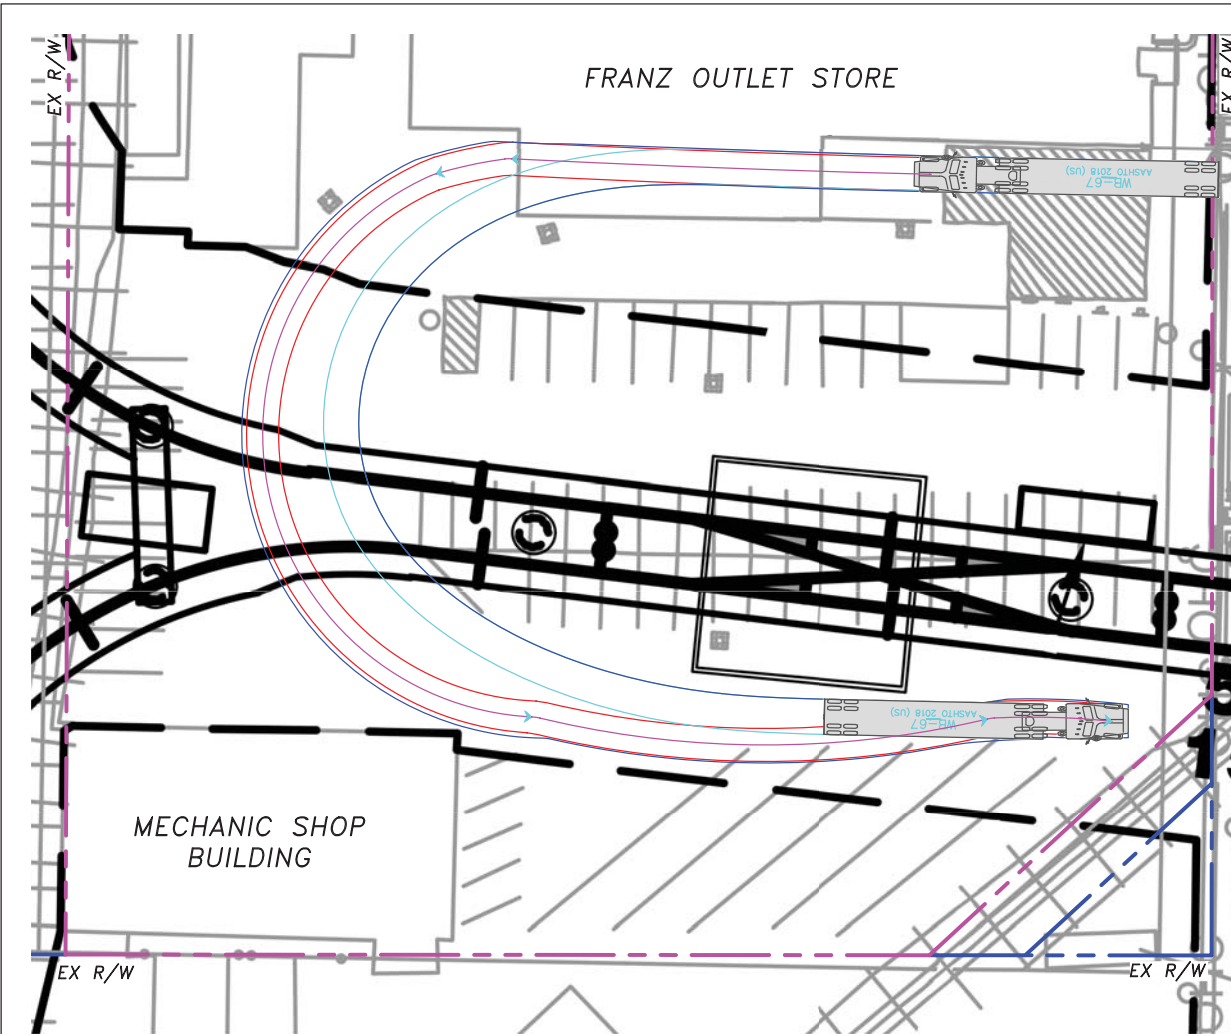 EX R/W
EX R/W
FRANZ OUTLET STORE
WB-67
AASHTO 2018 (US)
WB-67
AASHTO 2018 (US)
MECHANIC SHOP
BUILDING
EX R/W
EX R/W